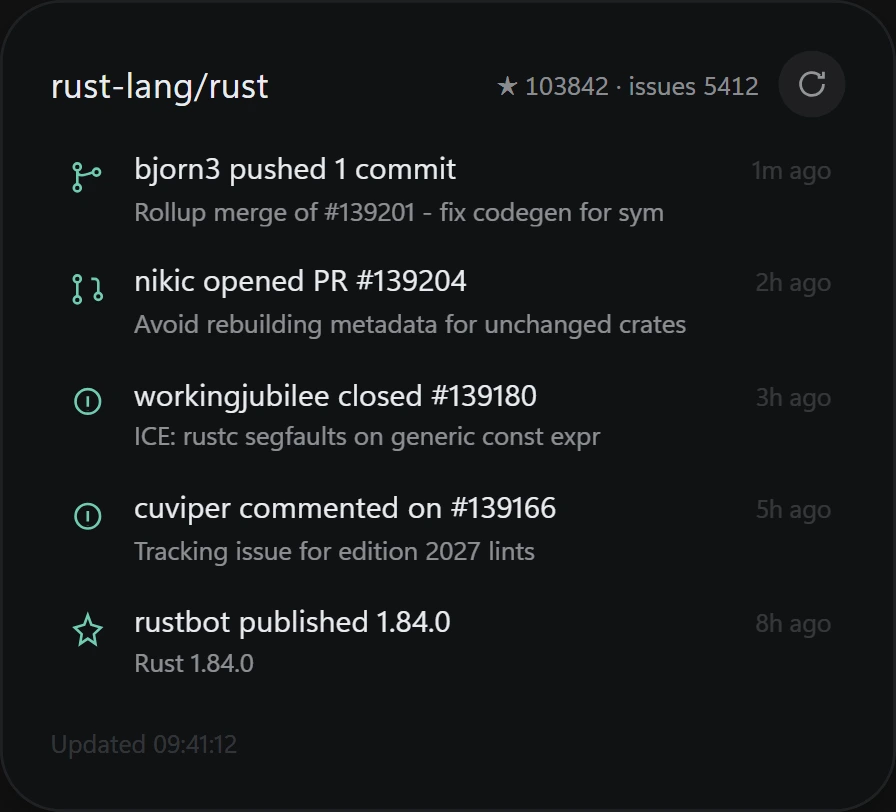 rust-lang/rust
★ 103842 · issues 5412
bjorn3 pushed 1 commit
1m ago
Rollup merge of #139201 - fix codegen for sym
nikic opened PR #139204
2h ago
Avoid rebuilding metadata for unchanged crates
workingjubilee closed #139180
3h ago
ICE: rustc segfaults on generic const expr
cuviper commented on #139166
5h ago
Tracking issue for edition 2027 lints
rustbot published 1.84.0
8h ago
Rust 1.84.0
Updated 09:41:12